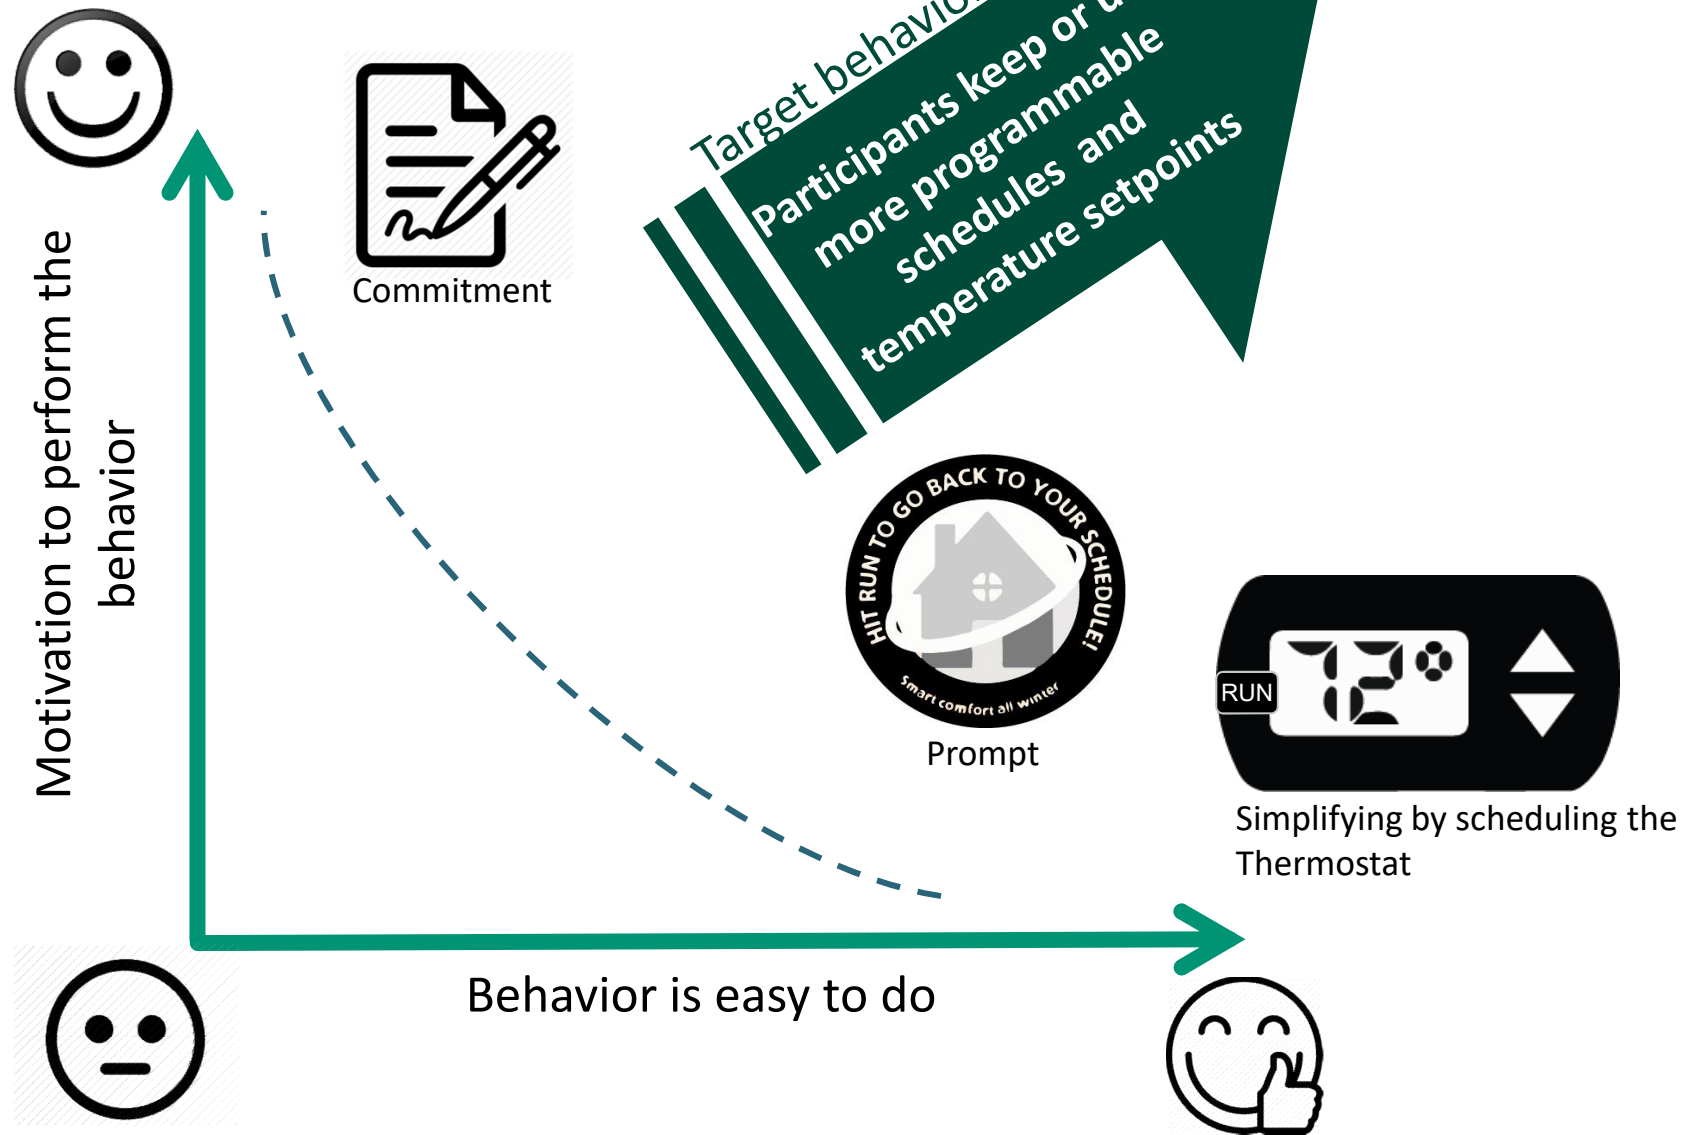 Target behavior
Participants keep or
more programmable
schedules and
temperature setpoints
Commitment
Motivation to perform the
behavior
HIT RUN TO GO BACK TO YOUR SCHEDULE!
Smart comfort all winter
Prompt
RUN
72°
Simplifying by scheduling the
Thermostat
Behavior is easy to do